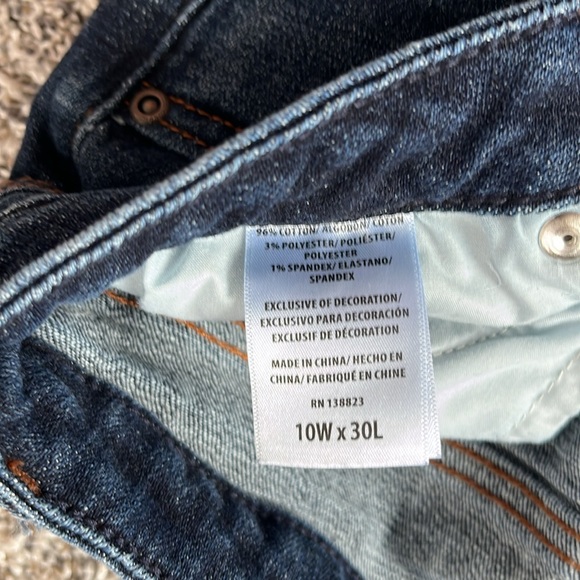 96% COTTON/ ALGODÓN/ COTON
3% POLYESTER/ POLIÉSTER/
POLYESTER
1% SPANDEX/ ELASTANO/
SPANDEX
EXCLUSIVE OF DECORATION/
EXCLUSIVO PARA DECORACIÓN
EXCLUSIF DE DÉCORATION
MADE IN CHINA/ HECHO EN
CHINA/ FABRIQUÉ EN CHINE
RN 138823
10W x 30L